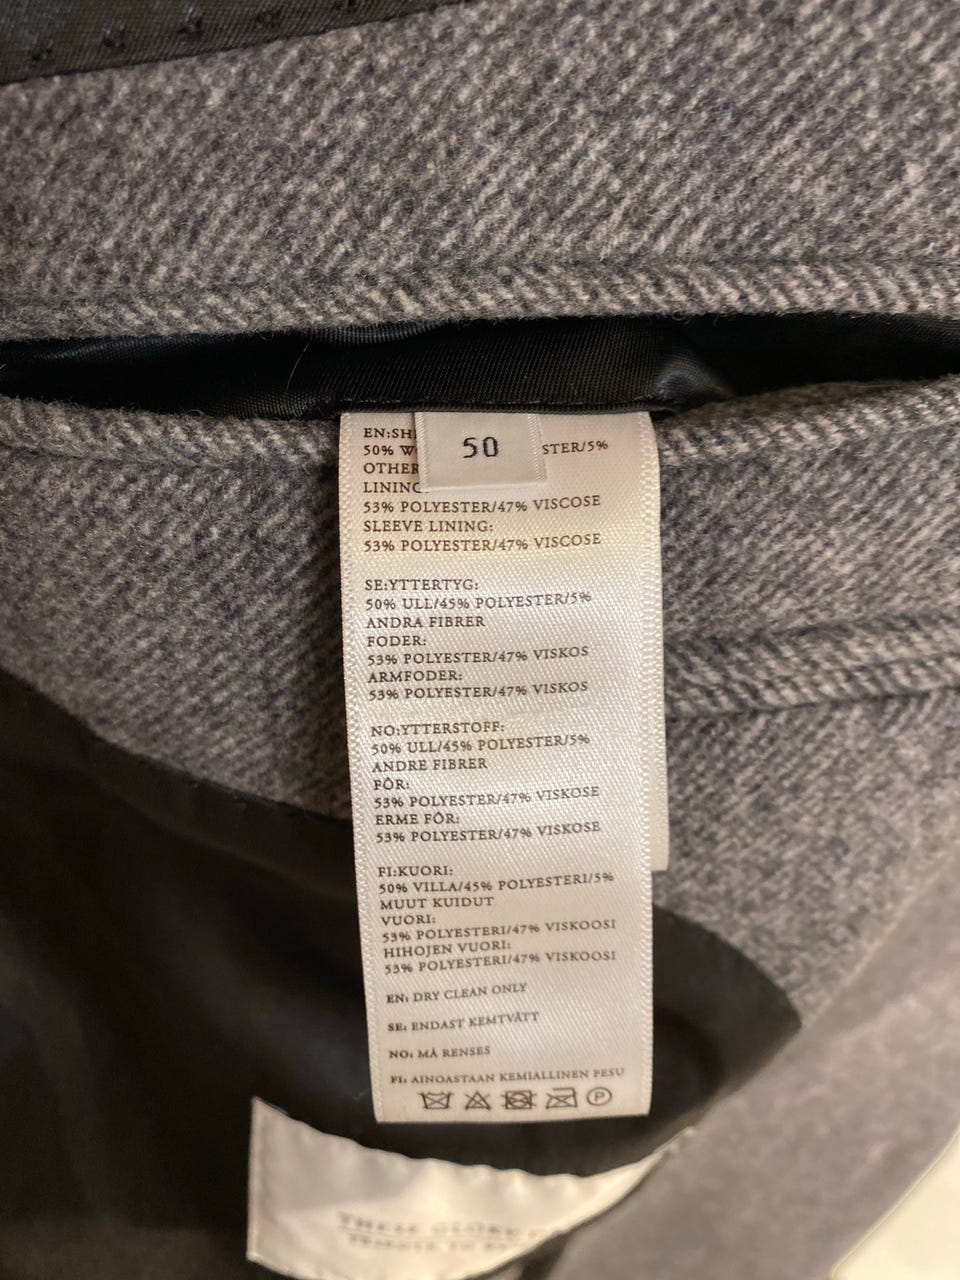 50
EN:SH
50% W STER/5%
OTHER
LINING
53% POLYESTER/47% VISCOSE
SLEEVE LINING:
53% POLYESTER/47% VISCOSE
SE:YTTERTYG:
50% ULL/45% POLYESTER/5%
ANDRA FIBRER
FODER:
53% POLYESTER/47% VISKOS
ARMFODER:
53% POLYESTER/47% VISKOS
NO:YTTERSTOFF:
50% ULL/45% POLYESTER/5%
ANDRE FIBRER
FÔR:
53% POLYESTER/47% VISKOSE
ERME FÔR:
53% POLYESTER/47% VISKOSE
FI:KUORI:
50% VILLA/45% POLYESTERI/5%
MUUT KUIDUT
VUORI:
53% POLYESTERI/47% VISKOOSI
HIHOJEN VUORI:
53% POLYESTERI/47% VISKOOSI
EN: DRY CLEAN ONLY
SE: ENDAST KEMTVÄTT
NO: MÅ RENSES
FI: AINOASTAAN KEMIALLINEN PESU
P
THESE GLORY
TRIBUTE TO